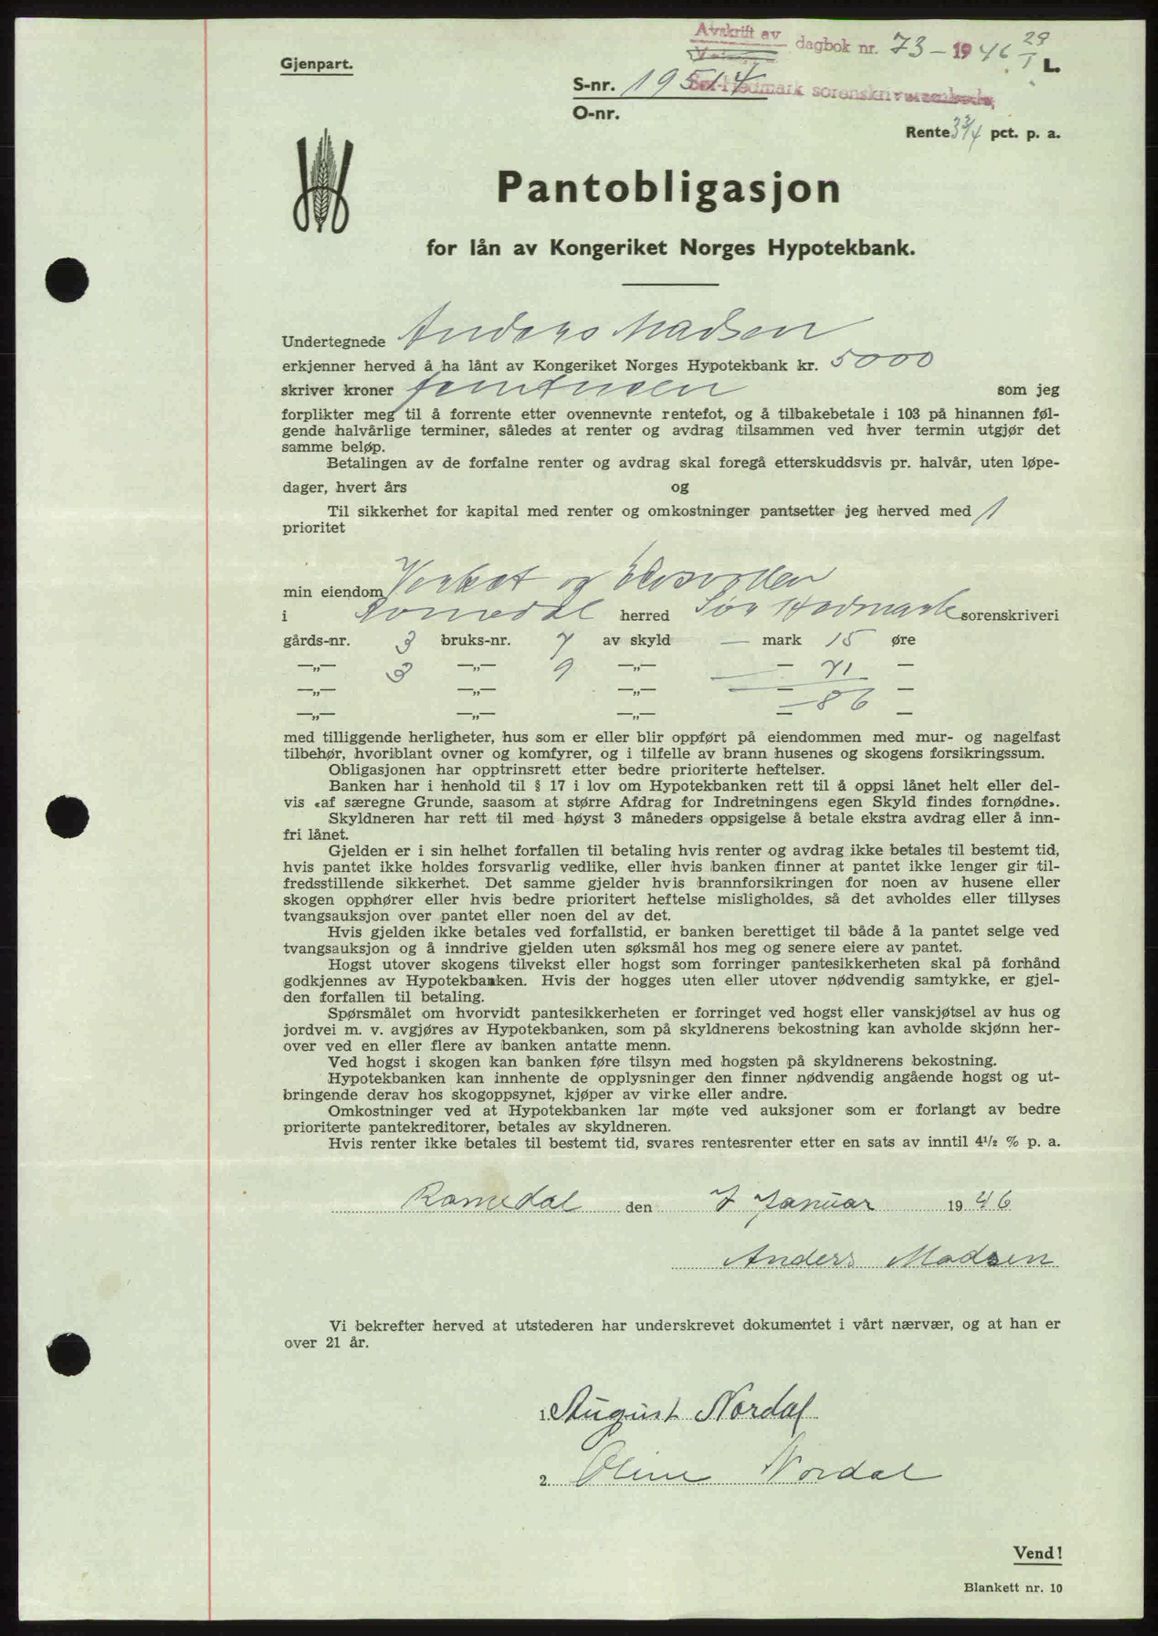 Avskrift av dagbok nr. 73 - 1946 29/1 L.
Gjenpart.
S-nr. 19514
Sør-Hedmark sorenskriverembede
O-nr.
Rente 3 3/4 pct. p. a.
Pantobligasjon
for lån av Kongeriket Norges Hypotekbank.
Undertegnede Anders Madsen
erkjenner herved å ha lånt av Kongeriket Norges Hypotekbank kr. 5000
skriver kroner femtusen som jeg
forplikter meg til å forrente etter ovennevnte rentefot, og å tilbakebetale i 103 på hinannen føl-
gende halvårlige terminer, således at renter og avdrag tilsammen ved hver termin utgjør det
samme beløp.
Betalingen av de forfalne renter og avdrag skal foregå etterskuddsvis pr. halvår, uten løpe-
dager, hvert års og
Til sikkerhet for kapital med renter og omkostninger pantsetter jeg herved med 1
prioritet
min eiendom og
i Romedal herred Sør Hedmark sorenskriveri
gårds-nr. 3 bruks-nr. 7 av skyld — mark 15 øre
—„— 3 —„— 9 —„— — — 71 —
—„— —„— —„— — — 86 —
—„— —„— —„— — —
med tilliggende herligheter, hus som er eller blir oppført på eiendommen med mur- og nagelfast
tilbehør, hvoriblant ovner og komfyrer, og i tilfelle av brann husenes og skogens forsikringssum.
Obligasjonen har opptrinsrett etter bedre prioriterte heftelser.
Banken har i henhold til § 17 i lov om Hypotekbanken rett til å oppsi lånet helt eller del-
vis «af særegne Grunde, saasom at større Afdrag for Indretningens egen Skyld findes fornødne».
Skyldneren har rett til med høyst 3 måneders oppsigelse å betale ekstra avdrag eller å inn-
fri lånet.
Gjelden er i sin helhet forfallen til betaling hvis renter og avdrag ikke betales til bestemt tid,
hvis pantet ikke holdes forsvarlig vedlike, eller hvis banken finner at pantet ikke lenger gir til-
fredsstillende sikkerhet. Det samme gjelder hvis brannforsikringen for noen av husene eller
skogen opphører eller hvis bedre prioritert heftelse misligholdes, så det avholdes eller tillyses
tvangsauksjon over pantet eller noen del av det.
Hvis gjelden ikke betales ved forfallstid, er banken berettiget til både å la pantet selge ved
tvangsauksjon og å inndrive gjelden uten søksmål hos meg og senere eiere av pantet.
Hogst utover skogens tilvekst eller hogst som forringer pantesikkerheten skal på forhånd
godkjennes av Hypotekbanken. Hvis der hogges uten eller utover nødvendig samtykke, er gjel-
den forfallen til betaling.
Spørsmålet om hvorvidt pantesikkerheten er forringet ved hogst eller vanskjøtsel av hus og
jordvei m. v. avgjøres av Hypotekbanken, som på skyldnerens bekostning kan avholde skjønn her-
over ved en eller flere av banken antatte menn.
Ved hogst i skogen kan banken føre tilsyn med hogsten på skyldnerens bekostning.
Hypotekbanken kan innhente de opplysninger den finner nødvendig angående hogst og ut-
bringende derav hos skogoppsynet, kjøper av virke eller andre.
Omkostninger ved at Hypotekbanken lar møte ved auksjoner som er forlangt av bedre
prioriterte pantekreditorer, betales av skyldneren.
Hvis renter ikke betales til bestemt tid, svares rentesrenter etter en sats av inntil 4½ % p. a.
Romedal den 7 Januar 1946
Anders Madsen
Vi bekrefter herved at utstederen har underskrevet dokumentet i vårt nærvær, og at han er
over 21 år.
1. August Nordal
2. Oline Nordal
Vend!
Blankett nr. 10